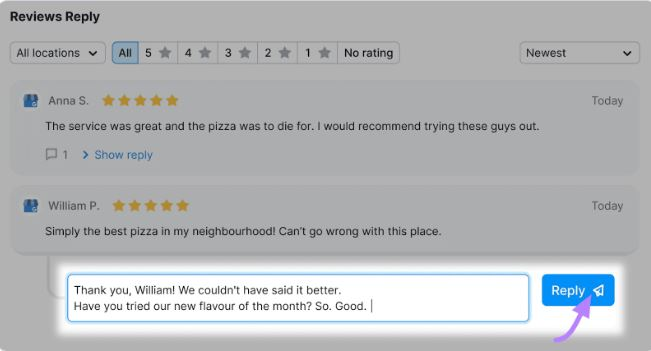 Reviews Reply
All locations All 5 4 3 2 1 No rating Newest
Anna S. Today
The service was great and the pizza was to die for. I would recommend trying these guys out.
1 Show reply
William P. Today
Simply the best pizza in my neighbourhood! Can't go wrong with this place.
Thank you, William! We couldn't have said it better.
Have you tried our new flavour of the month? So. Good.
Reply